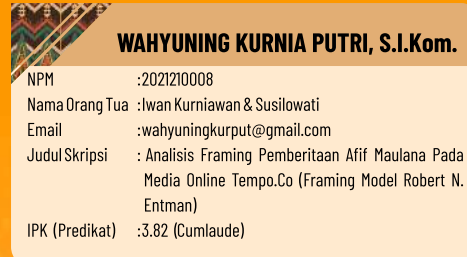 WAHYUNING KURNIA PUTRI, S.I.Kom.
NPM :2021210008
Nama Orang Tua :Iwan Kurniawan & Susilowati
Email :wahyuningkurput@gmail.com
Judul Skripsi : Analisis Framing Pemberitaan Afif Maulana Pada
Media Online Tempo.Co (Framing Model Robert N.
Entman)
IPK (Predikat) :3.82 (Cumlaude)